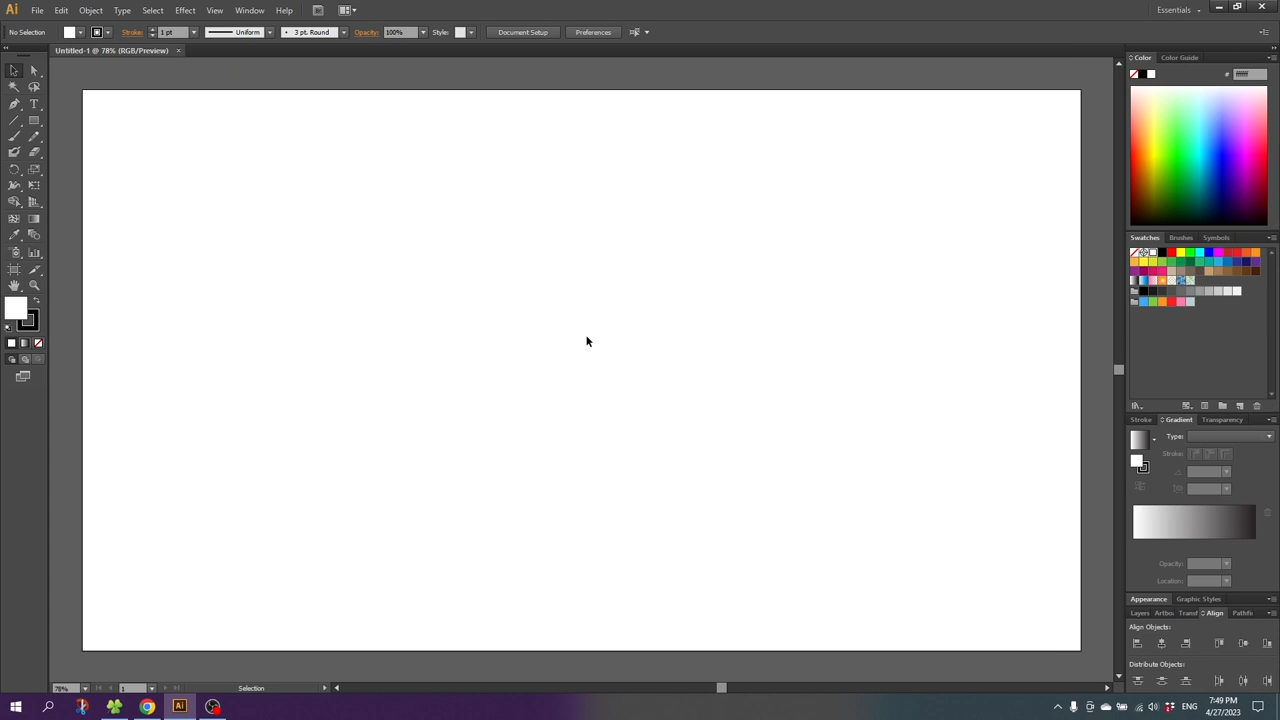 Ai File Edit Object Type Select Effect View Window Help Br Essentials
No Selection Stroke: 1 pt Uniform 3 pt. Round Opacity: 100% Style: Document Setup Preferences
Untitled-1 @ 78% (RGB/Preview) ×
Color Color Guide
#
Swatches Brushes Symbols
Stroke Gradient Transparency
Type:
Stroke:
Opacity:
Location:
Appearance Graphic Styles
Layers Artbo Transf Align Pathfi
Align Objects:
Distribute Objects:
78% 1 Selection
Ai ENG 7:49 PM
4/27/2023